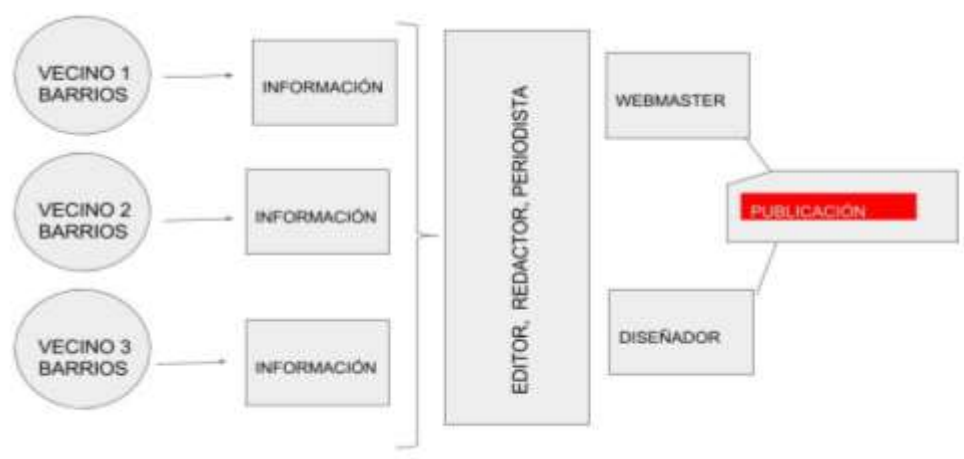 VECINO 1
BARRIOS
INFORMACIÓN
VECINO 2
BARRIOS
INFORMACIÓN
VECINO 3
BARRIOS
INFORMACIÓN
EDITOR, REDACTOR, PERIODISTA
WEBMASTER
PUBLICACIÓN
DISEÑADOR